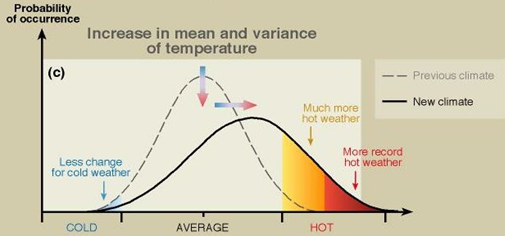 Probability
of occurrence
Increase in mean and variance
of temperature
(c)
Previous climate
New climate
Much more
hot weather
More record
hot weather
Less change
for cold weather
COLD
AVERAGE
HOT